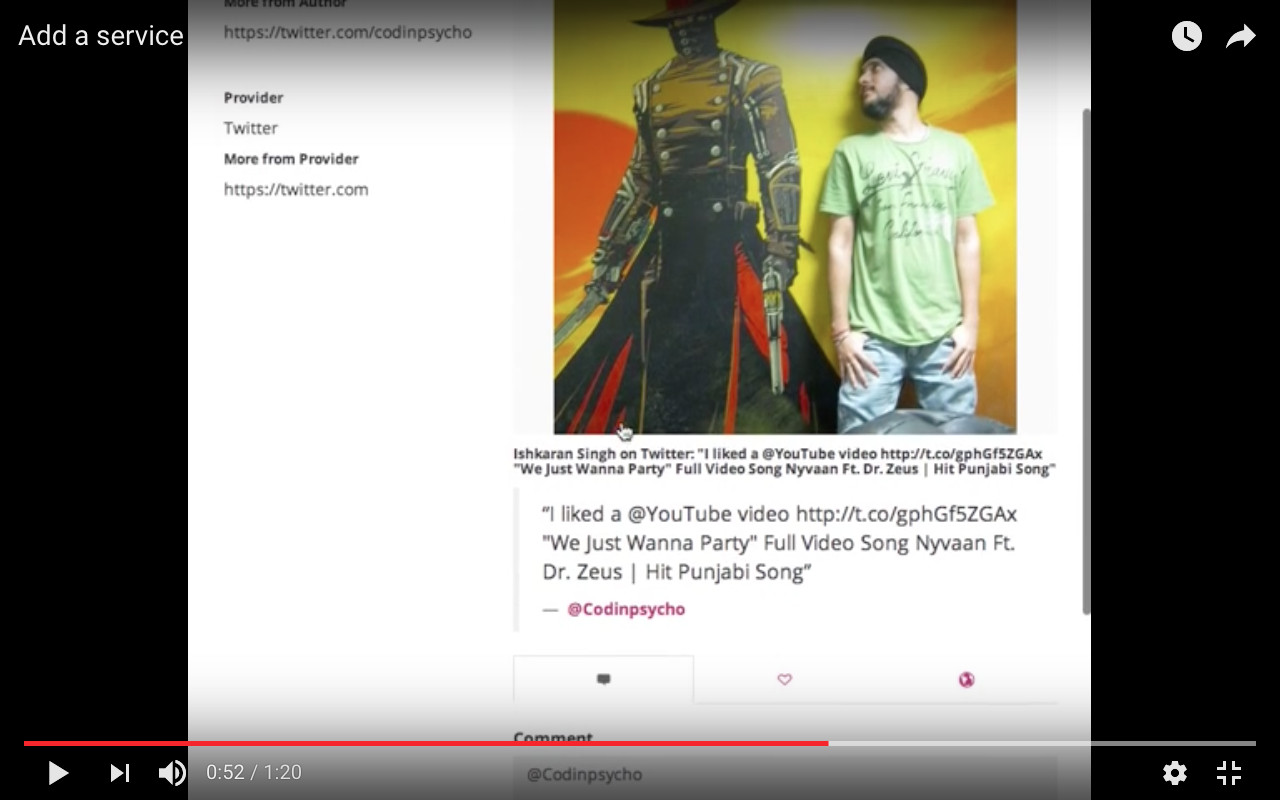 Add a service
More from Author
https://twitter.com/codinpsycho
Provider
Twitter
More from Provider
https://twitter.com
San Francisco
California
Ishkaran Singh on Twitter: "I liked a @YouTube video http://t.co/gphGf5ZGAx
"We Just Wanna Party" Full Video Song Nyvaan Ft. Dr. Zeus | Hit Punjabi Song"
“I liked a @YouTube video http://t.co/gphGf5ZGAx
"We Just Wanna Party" Full Video Song Nyvaan Ft.
Dr. Zeus | Hit Punjabi Song”
— @Codinpsycho
Comment
@Codinpsycho
0:52 / 1:20